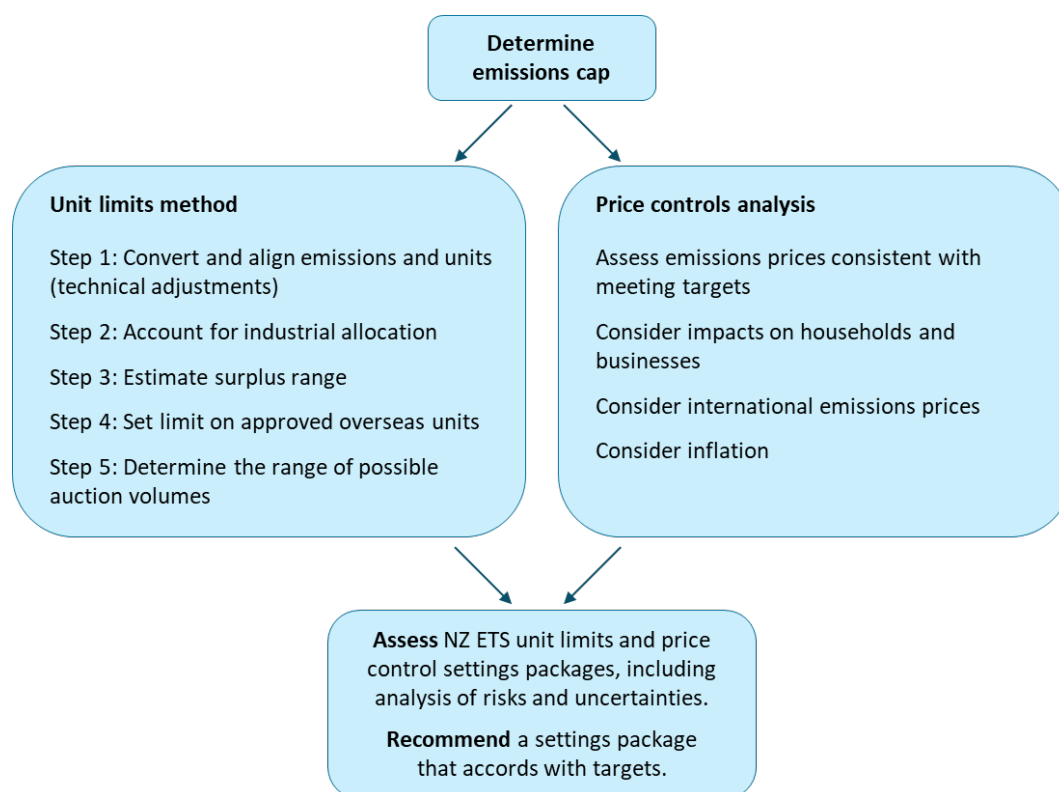 Determine
emissions cap
Unit limits method
Step 1: Convert and align emissions and units
(technical adjustments)
Step 2: Account for industrial allocation
Step 3: Estimate surplus range
Step 4: Set limit on approved overseas units
Step 5: Determine the range of possible
auction volumes
Price controls analysis
Assess emissions prices consistent with
meeting targets
Consider impacts on households and
businesses
Consider international emissions prices
Consider inflation
Assess NZ ETS unit limits and price
control settings packages, including
analysis of risks and uncertainties.
Recommend a settings package
that accords with targets.